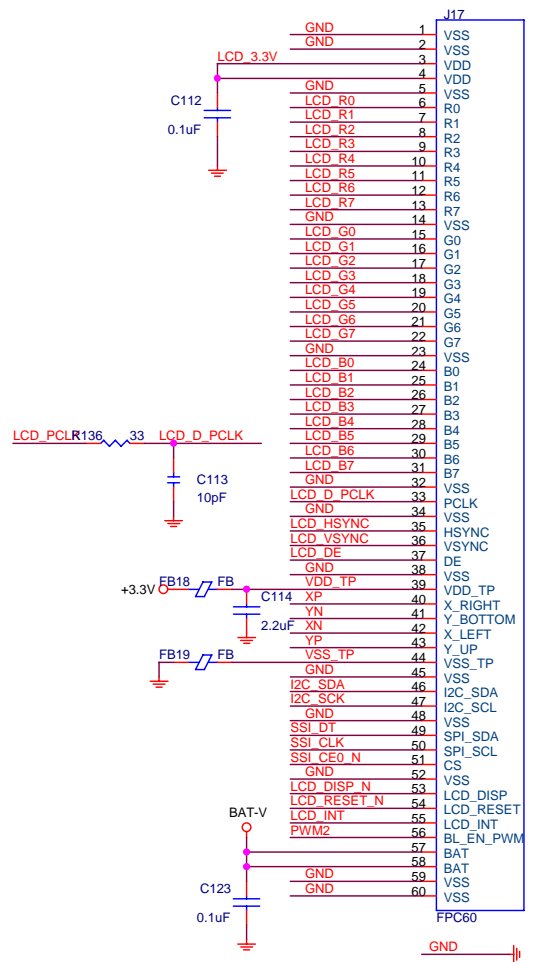 J17
GND 1 VSS
GND 2 VSS
LCD_3.3V 3 VDD
4 VDD
GND 5 VSS
C112 LCD_R0 6 R0
LCD_R1 7 R1
0.1uF LCD_R2 8 R2
LCD_R3 9 R3
LCD_R4 10 R4
LCD_R5 11 R5
LCD_R6 12 R6
LCD_R7 13 R7
GND 14 VSS
LCD_G0 15 G0
LCD_G1 16 G1
LCD_G2 17 G2
LCD_G3 18 G3
LCD_G4 19 G4
LCD_G5 20 G5
LCD_G6 21 G6
LCD_G7 22 G7
GND 23 VSS
LCD_B0 24 B0
LCD_B1 25 B1
LCD_B2 26 B2
LCD_B3 27 B3
LCD_B4 28 B4
LCD_PCLK R136 33 LCD_D_PCLK LCD_B5 29 B5
LCD_B6 30 B6
LCD_B7 31 B7
C113 GND 32 VSS
10pF LCD_D_PCLK 33 PCLK
GND 34 VSS
LCD_HSYNC 35 HSYNC
LCD_VSYNC 36 VSYNC
LCD_DE 37 DE
GND 38 VSS
+3.3V FB18 FB VDD_TP 39 VDD_TP
C114 XP 40 X_RIGHT
2.2uF YN 41 Y_BOTTOM
XN 42 X_LEFT
YP 43 Y_UP
FB19 FB VSS_TP 44 VSS_TP
GND 45 VSS
I2C_SDA 46 I2C_SDA
I2C_SCK 47 I2C_SCL
GND 48 VSS
SSI_DT 49 SPI_SDA
SSI_CLK 50 SPI_SCL
SSI_CE0_N 51 CS
GND 52 VSS
LCD_DISP_N 53 LCD_DISP
LCD_RESET_N 54 LCD_RESET
BAT-V LCD_INT 55 LCD_INT
PWM2 56 BL_EN_PWM
57 BAT
58 BAT
C123 GND 59 VSS
0.1uF GND 60 VSS
FPC60
GND